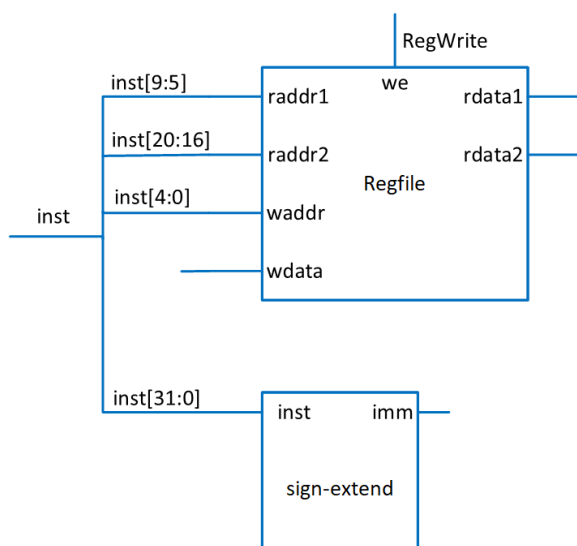 RegWrite
inst[9:5]
raddr1
we
rdata1
inst[20:16]
raddr2
rdata2
Regfile
inst[4:0]
inst
waddr
wdata
inst[31:0]
inst
imm
sign-extend